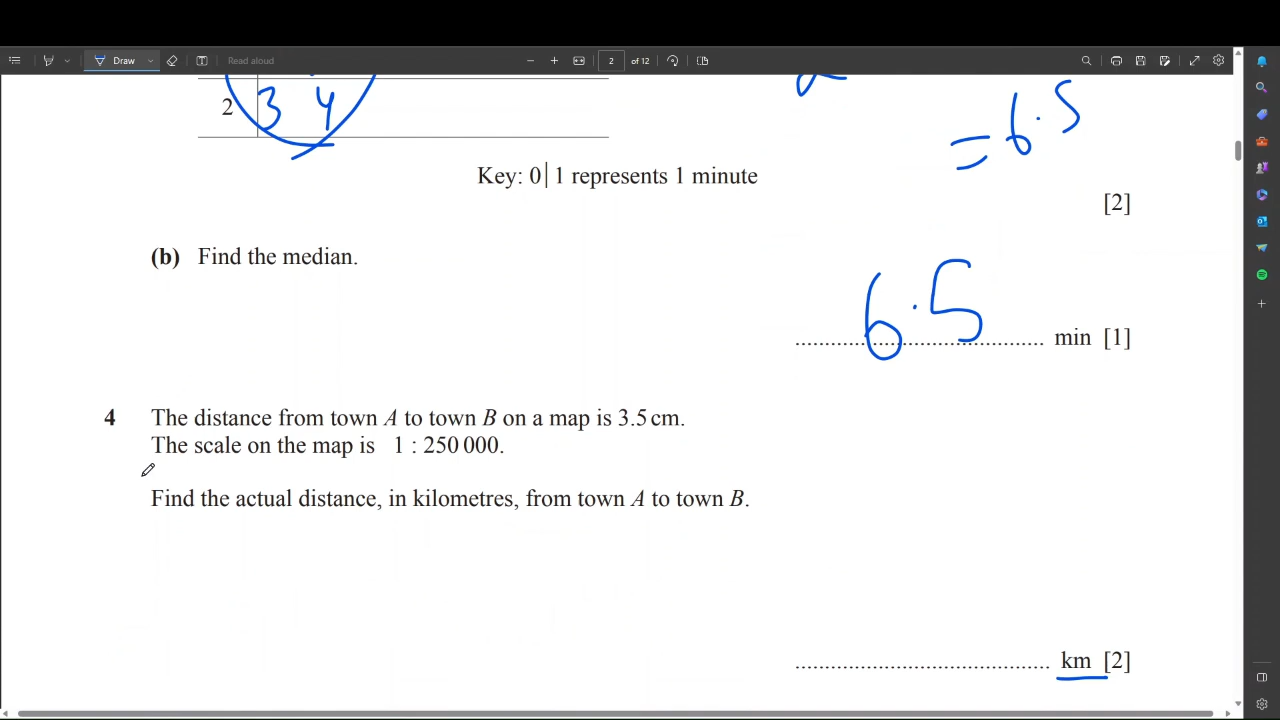 Draw
Read aloud
2 of 12
2 3 4
= 6.5
Key: 0|1 represents 1 minute
[2]
(b) Find the median.
6.5
........................................ min [1]
4 The distance from town A to town B on a map is 3.5 cm.
The scale on the map is 1 : 250 000.
Find the actual distance, in kilometres, from town A to town B.
........................................ km [2]